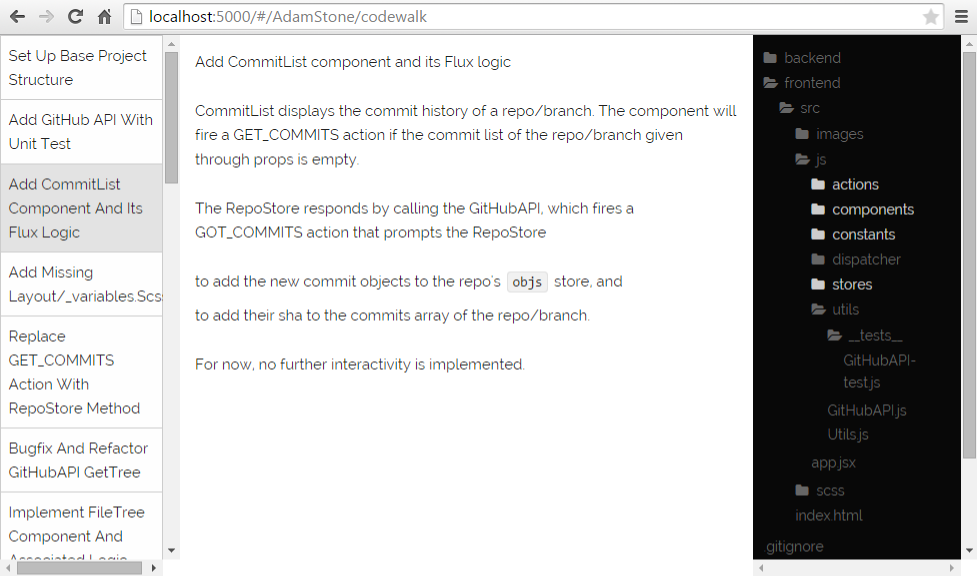 localhost:5000/#/AdamStone/codewalk
Set Up Base Project
Structure
Add GitHub API With
Unit Test
Add CommitList
Component And Its
Flux Logic
Add Missing
Layout/_variables.Scs
Replace
GET_COMMITS
Action With
RepoStore Method
Bugfix And Refactor
GitHubAPI GetTree
Implement FileTree
Component And
Associated Logic
Add CommitList component and its Flux logic
CommitList displays the commit history of a repo/branch. The component will
fire a GET_COMMITS action if the commit list of the repo/branch given
through props is empty.
The RepoStore responds by calling the GitHubAPI, which fires a
GOT_COMMITS action that prompts the RepoStore
to add the new commit objects to the repo's objs store, and
to add their sha to the commits array of the repo/branch.
For now, no further interactivity is implemented.
backend
frontend
src
images
js
actions
components
constants
dispatcher
stores
utils
__tests__
GitHubAPI-
test.js
GitHubAPI.js
Utils.js
app.jsx
scss
index.html
gitignore